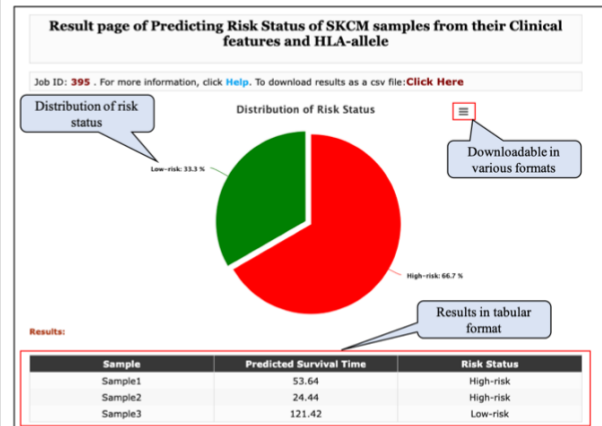 Result page of Predicting Risk Status of SKCM samples from their Clinical
features and HLA-allele
Job ID: 395 . For more information, click Help. To download results as a csv file:Click Here
Distribution of risk
status
Distribution of Risk Status
Downloadable in
various formats
Low-risk: 33.3 %
High-risk: 66.7 %
Results in tabular
format
Results:
Sample Predicted Survival Time Risk Status
Sample1 53.64 High-risk
Sample2 24.44 High-risk
Sample3 121.42 Low-risk